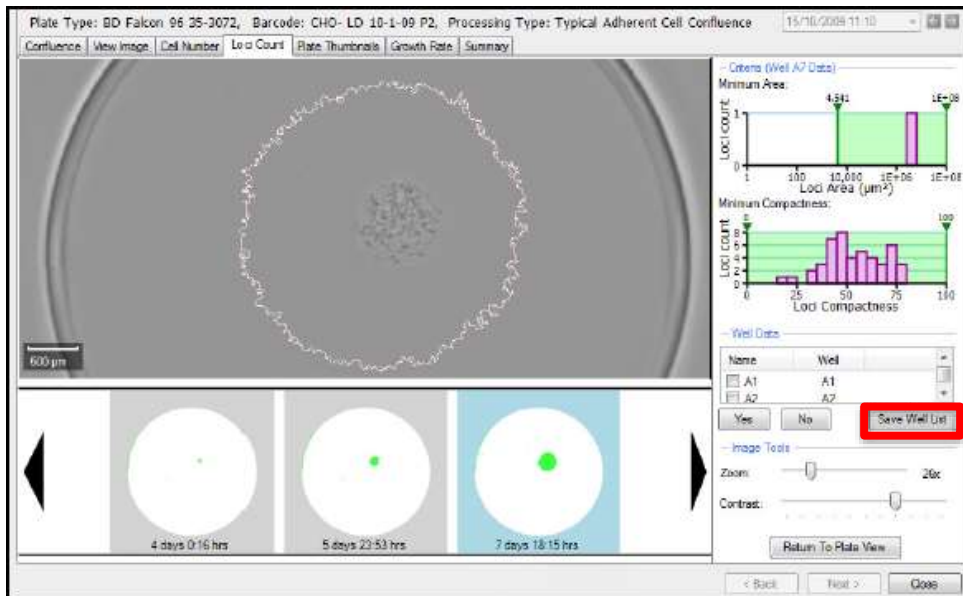 Plate Type: BD Falcon 96 35-3072, Barcode: CHO- LD 10-1-09 P2, Processing Type: Typical Adherent Cell Confluence
15/10/2009 11:10
Confluence View Image Cell Number Loci Count Plate Thumbnails Growth Rate Summary
Criteria (Well A7 Data)
Minimum Area:
4,541 1E+08
Loci count
1
0
1 100 10,000 1E+06 1E+08
Loci Area (µm²)
Minimum Compactness:
0 100
Loci count
8
6
4
2
0
0 25 50 75 100
Loci Compactness
600 µm
Well Data
Name Well
A1 A1
A2 A2
Yes No Save Well List
Image Tools
Zoom: 26x
Contrast:
Return To Plate View
4 days 0:16 hrs 5 days 23:53 hrs 7 days 18:15 hrs
< Back Next > Close